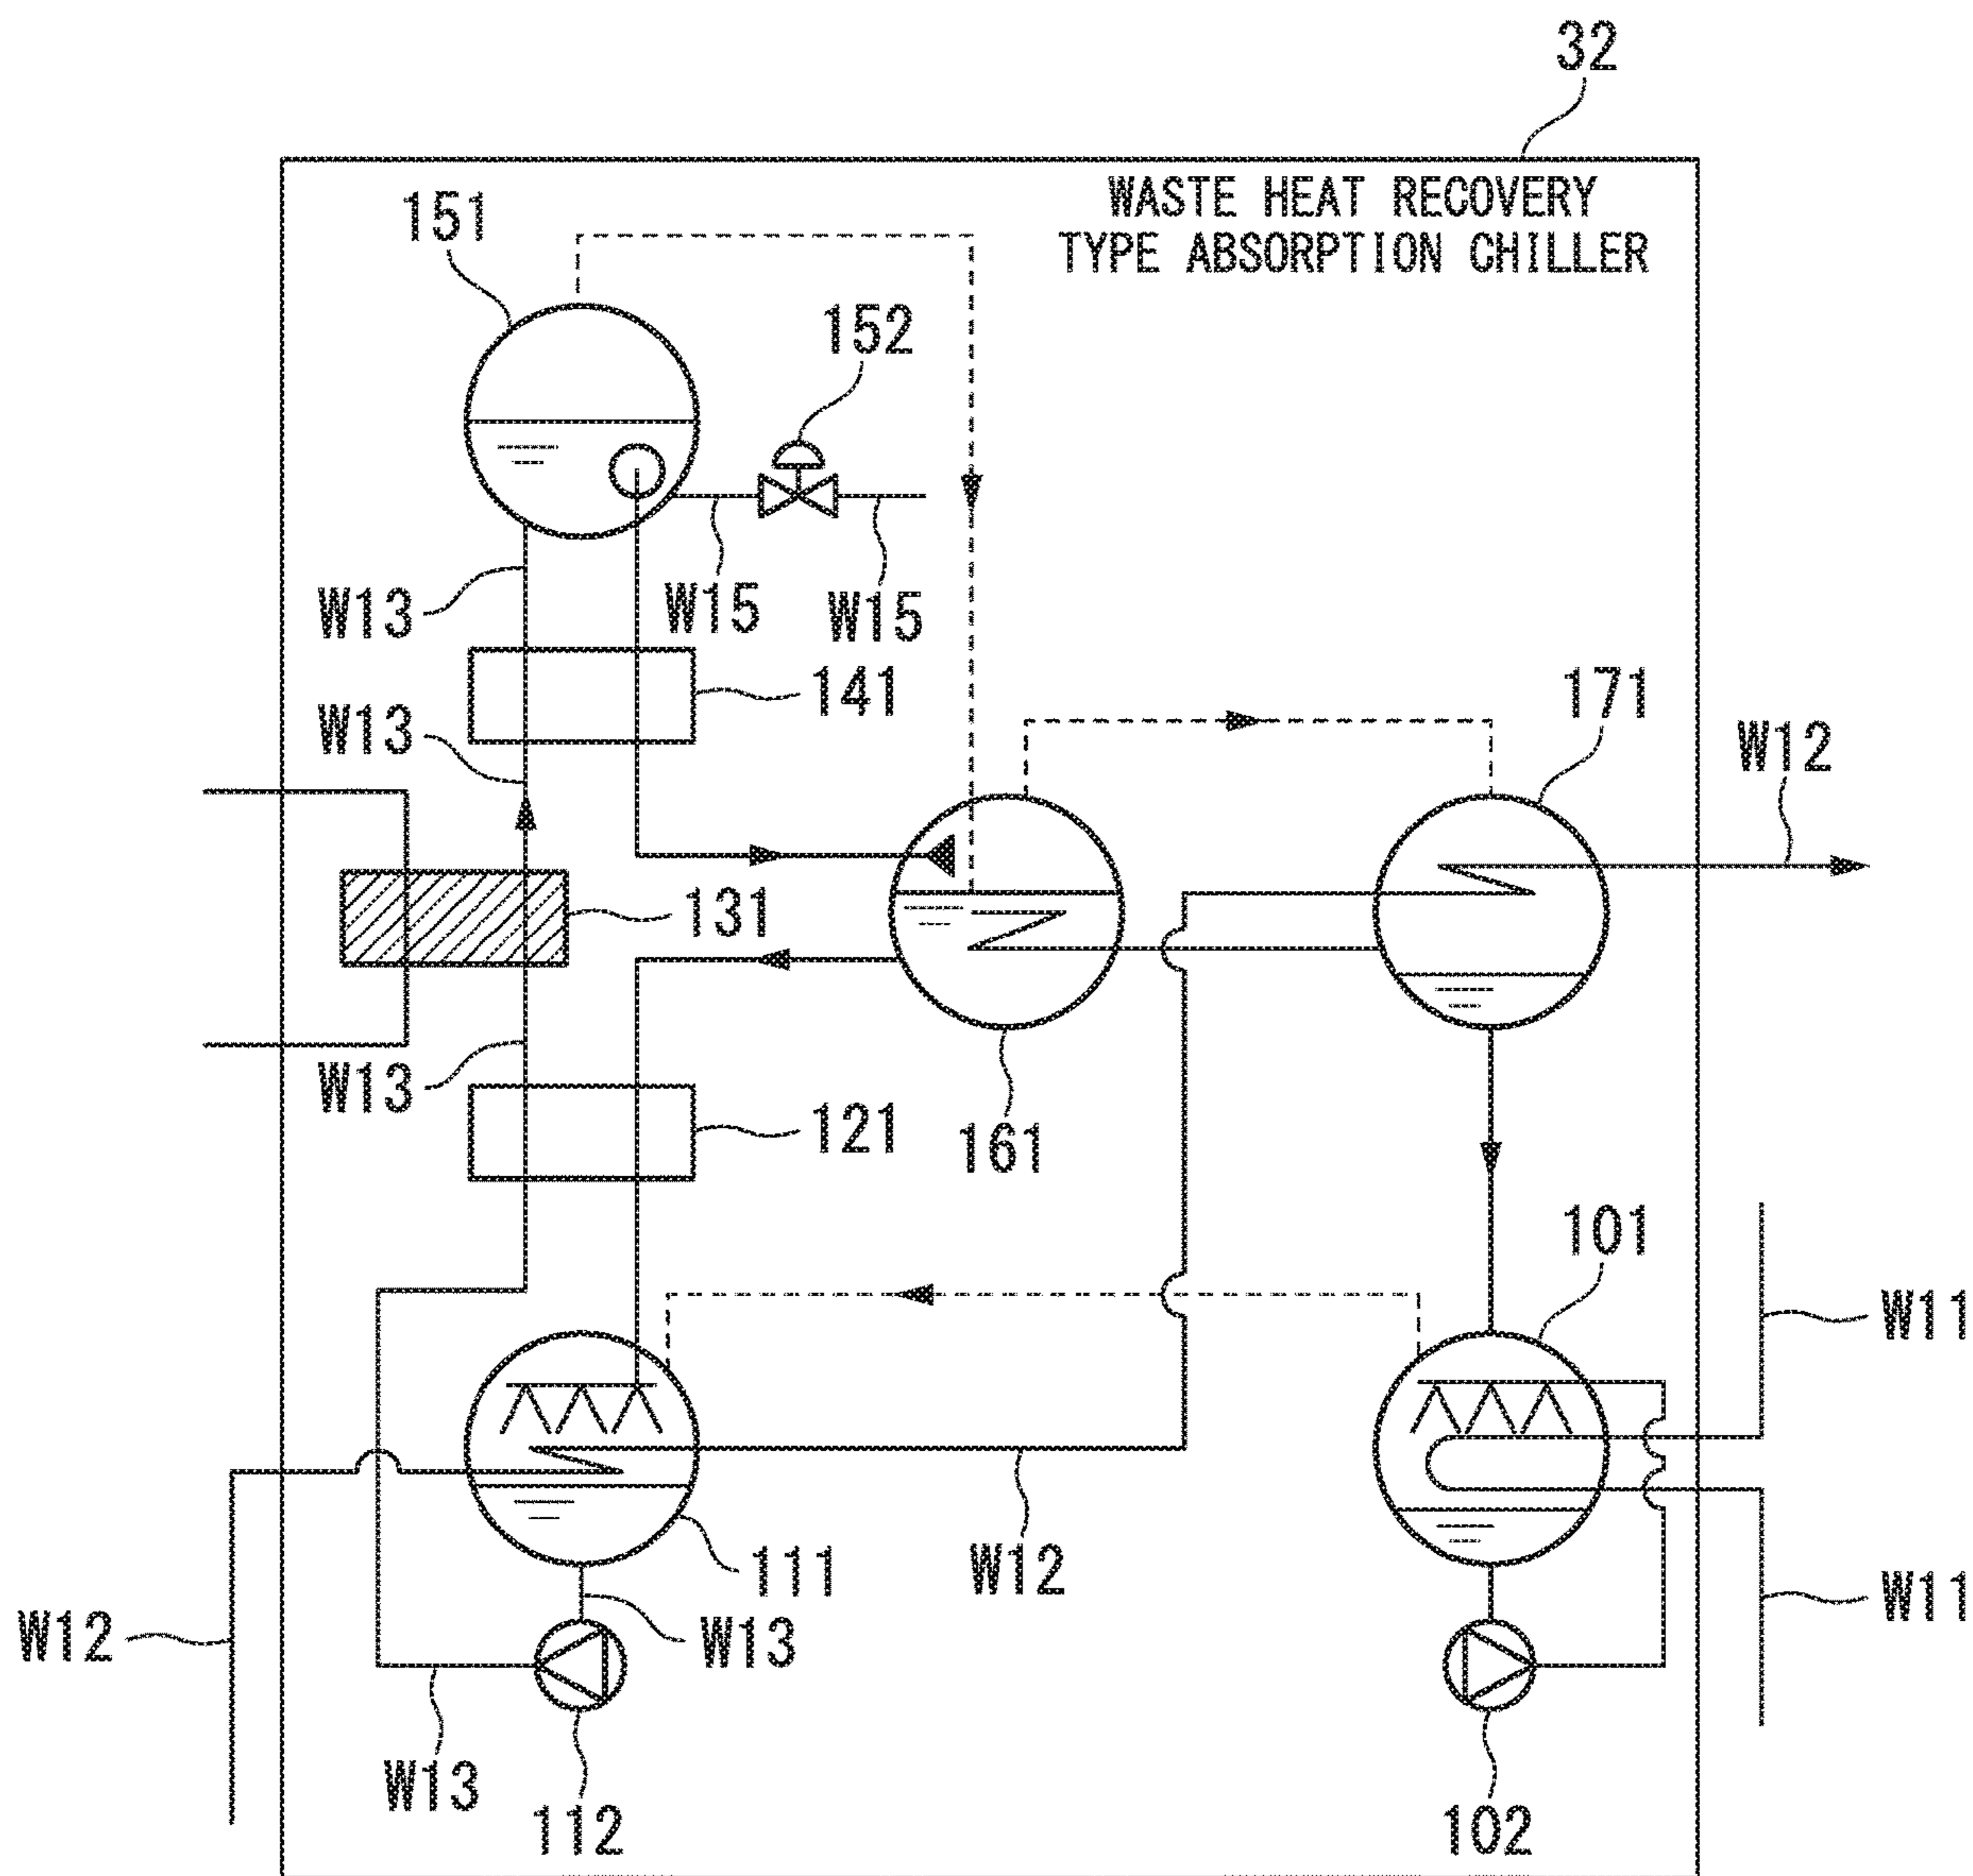 32
WASTE HEAT RECOVERY
TYPE ABSORPTION CHILLER
151
152
W13
W15
W15
141
171
W13
W12
131
W13
121
161
101
W11
111
W12
W11
W12
W13
W13
112
102